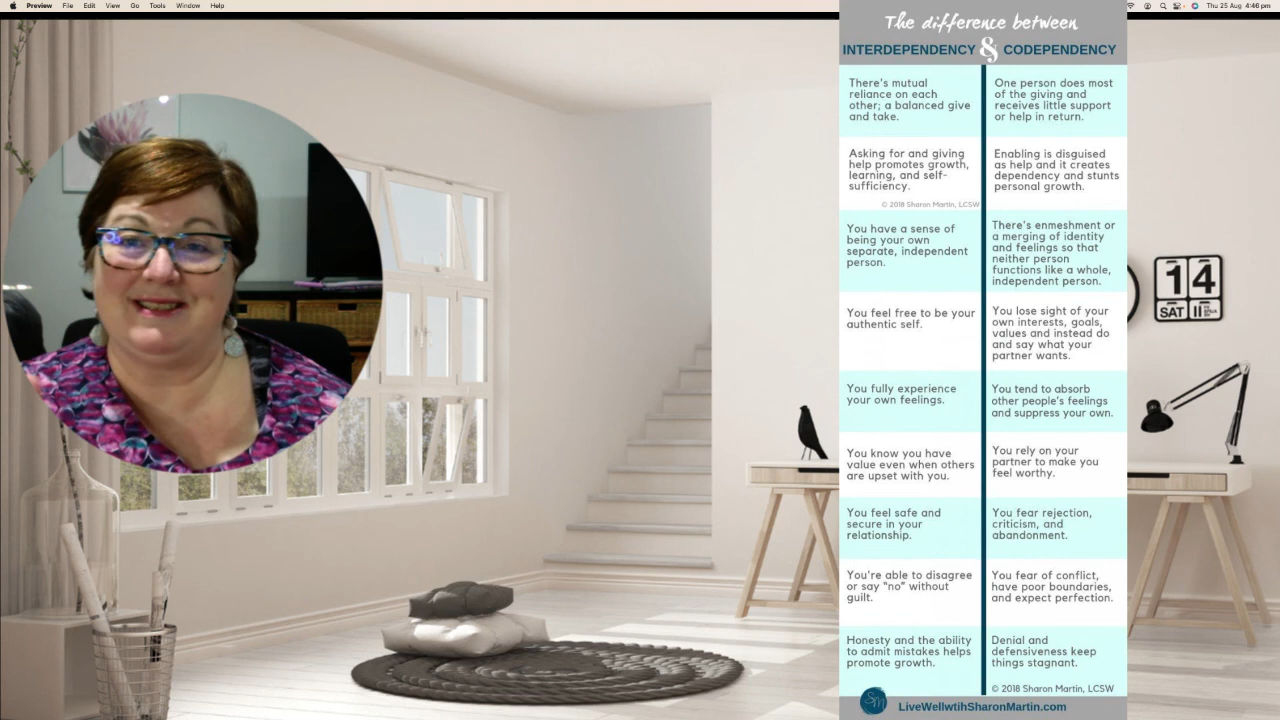 Preview File Edit View Go Tools Window Help
Thu 25 Aug 4:46 pm
The difference between
INTERDEPENDENCY & CODEPENDENCY
There's mutual
reliance on each
other; a balanced give
and take.
One person does most
of the giving and
receives little support
or help in return.
Asking for and giving
help promotes growth,
learning, and self-
sufficiency.
© 2018 Sharon Martin, LCSW
Enabling is disguised
as help and it creates
dependency and stunts
personal growth.
You have a sense of
being your own
separate, independent
person.
There's enmeshment or
a merging of identity
and feelings so that
neither person
functions like a whole,
independent person.
You feel free to be your
authentic self.
You lose sight of your
own interests, goals,
values and instead do
and say what your
partner wants.
You fully experience
your own feelings.
You tend to absorb
other people's feelings
and suppress your own.
You know you have
value even when others
are upset with you.
You rely on your
partner to make you
feel worthy.
You feel safe and
secure in your
relationship.
You fear rejection,
criticism, and
abandonment.
You're able to disagree
or say "no" without
guilt.
You fear of conflict,
have poor boundaries,
and expect perfection.
Honesty and the ability
to admit mistakes helps
promote growth.
Denial and
defensiveness keep
things stagnant.
© 2018 Sharon Martin, LCSW
SM
LiveWellwtihSharonMartin.com
14
SAT 11